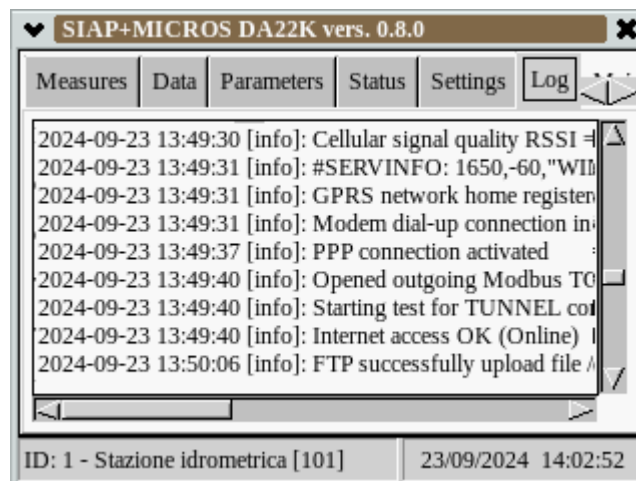 SIAP+MICROS DA22K vers. 0.8.0
Measures Data Parameters Status Settings Log
2024-09-23 13:49:30 [info]: Cellular signal quality RSSI =
2024-09-23 13:49:31 [info]: #SERVINFO: 1650,-60,"WI
2024-09-23 13:49:31 [info]: GPRS network home register
2024-09-23 13:49:31 [info]: Modem dial-up connection in
2024-09-23 13:49:37 [info]: PPP connection activated
2024-09-23 13:49:40 [info]: Opened outgoing Modbus TC
2024-09-23 13:49:40 [info]: Starting test for TUNNEL co
2024-09-23 13:49:40 [info]: Internet access OK (Online)
2024-09-23 13:50:06 [info]: FTP successfully upload file /
ID: 1 - Stazione idrometrica [101] 23/09/2024 14:02:52